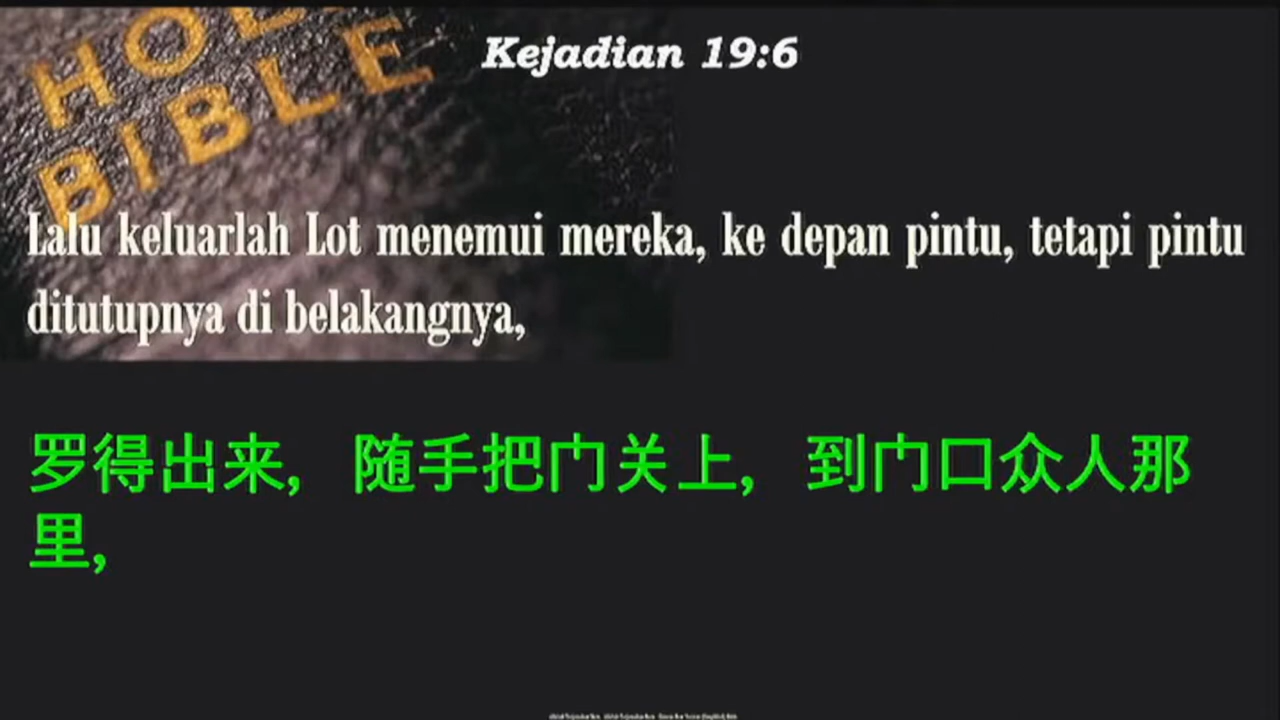 HOLY
BIBLE
Kejadian 19:6
Lalu keluarlah Lot menemui mereka, ke depan pintu, tetapi pintu
ditutupnya di belakangnya,
罗得出来, 随手把门关上, 到门口众人那
里,